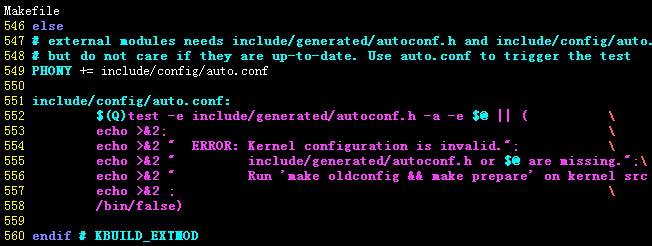 Makefile
546 else
547 # external modules needs include/generated/autoconf.h and include/config/auto.
548 # but do not care if they are up-to-date. Use auto.conf to trigger the test
549 PHONY += include/config/auto.conf
550
551 include/config/auto.conf:
552         $(Q)test -e include/generated/autoconf.h -a -e $@ || (          \
553         echo >&2;                                                       \
554         echo >&2 "  ERROR: Kernel configuration is invalid.";           \
555         echo >&2 "         include/generated/autoconf.h or $@ are missing.";\
556         echo >&2 "         Run 'make oldconfig && make prepare' on kernel src
557         echo >&2 ;                                                      \
558         /bin/false)
559
560 endif # KBUILD_EXTMOD